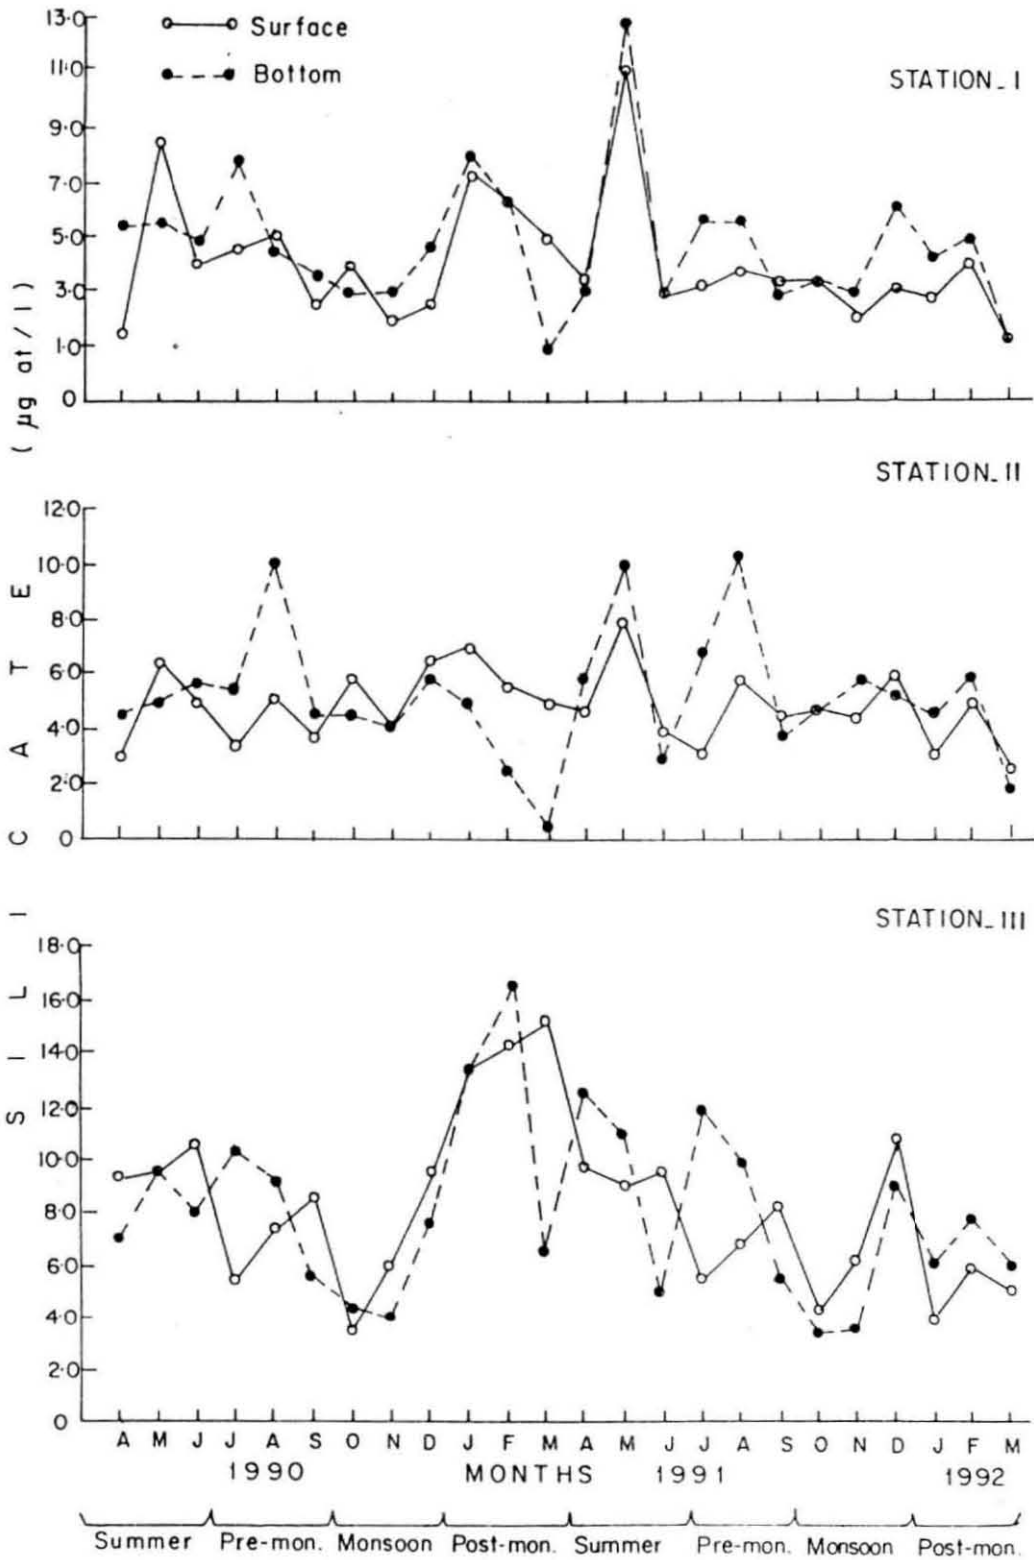 Surface
Bottom
STATION_I
13·0
11·0
9·0
7·0
5·0
3·0
1·0
0
STATION_II
12·0
10·0
8·0
6·0
4·0
2·0
0
STATION_III
18·0
16·0
14·0
12·0
10·0
8·0
6·0
4·0
2·0
0
SILICATE (µg at/l)
A M J J A S O N D J F M A M J J A S O N D J F M
1990 MONTHS 1991 1992
Summer Pre-mon. Monsoon Post-mon. Summer Pre-mon. Monsoon Post-mon.